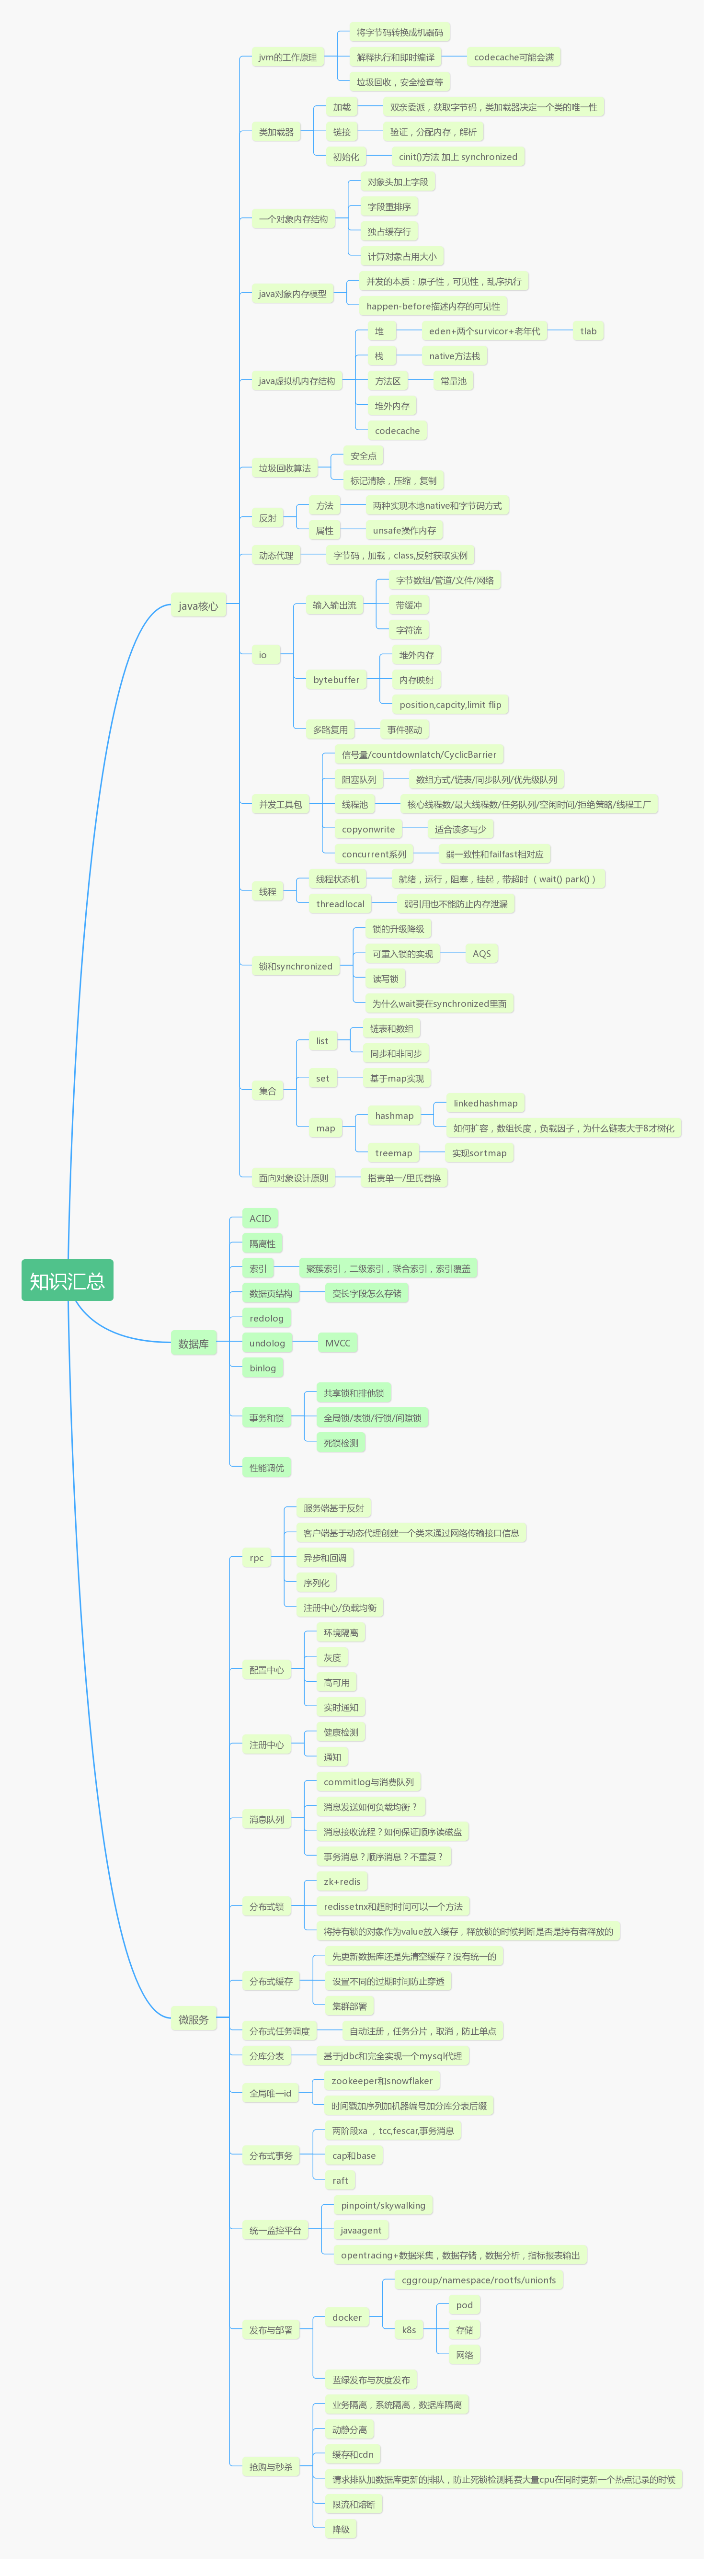 将字节码转换成机器码
jvm的工作原理
解释执行和即时编译
codecache可能会满
垃圾回收，安全检查等
加载
双亲委派，获取字节码，类加载器决定一个类的唯一性
类加载器
链接
验证，分配内存，解析
初始化
cinit()方法 加上 synchronized
对象头加上字段
字段重排序
一个对象内存结构
独占缓存行
计算对象占用大小
并发的本质：原子性，可见性，乱序执行
java对象内存模型
happen-before描述内存的可见性
堆
eden+两个survicor+老年代
tlab
栈
native方法栈
java虚拟机内存结构
方法区
常量池
堆外内存
codecache
安全点
垃圾回收算法
标记清除，压缩，复制
方法
两种实现本地native和字节码方式
反射
属性
unsafe操作内存
动态代理
字节码，加载，class,反射获取实例
java核心
字节数组/管道/文件/网络
输入输出流
带缓冲
字符流
io
堆外内存
bytebuffer
内存映射
position,capcity,limit flip
多路复用
事件驱动
信号量/countdownlatch/CyclicBarrier
阻塞队列
数组方式/链表/同步队列/优先级队列
并发工具包
线程池
核心线程数/最大线程数/任务队列/空闲时间/拒绝策略/线程工厂
copyonwrite
适合读多写少
concurrent系列
弱一致性和failfast相对应
线程状态机
就绪，运行，阻塞，挂起，带超时（ wait() park() ）
线程
threadlocal
弱引用也不能防止内存泄漏
锁的升级降级
可重入锁的实现
AQS
锁和synchronized
读写锁
为什么wait要在synchronized里面
链表和数组
list
同步和非同步
集合
set
基于map实现
linkedhashmap
hashmap
如何扩容，数组长度，负载因子，为什么链表大于8才树化
map
treemap
实现sortmap
面向对象设计原则
指责单一/里氏替换
知识汇总
ACID
隔离性
索引
聚簇索引，二级索引，联合索引，索引覆盖
数据页结构
变长字段怎么存储
redolog
数据库
undolog
MVCC
binlog
共享锁和排他锁
事务和锁
全局锁/表锁/行锁/间隙锁
死锁检测
性能调优
服务端基于反射
客户端基于动态代理创建一个类来通过网络传输接口信息
rpc
异步和回调
序列化
注册中心/负载均衡
环境隔离
灰度
配置中心
高可用
实时通知
健康检测
注册中心
通知
commitlog与消费队列
消息发送如何负载均衡？
消息队列
消息接收流程？如何保证顺序读磁盘
事务消息？顺序消息？不重复？
zk+redis
分布式锁
redissetnx和超时时间可以一个方法
将持有锁的对象作为value放入缓存，释放锁的时候判断是否是持有者释放的
先更新数据库还是先清空缓存？没有统一的
分布式缓存
设置不同的过期时间防止穿透
集群部署
微服务
分布式任务调度
自动注册，任务分片，取消，防止单点
分库分表
基于jdbc和完全实现一个mysql代理
zookeeper和snowflaker
全局唯一id
时间戳加序列加机器编号加分库分表后缀
两阶段xa ，tcc,fescar,事务消息
分布式事务
cap和base
raft
pinpoint/skywalking
统一监控平台
javaagent
opentracing+数据采集，数据存储，数据分析，指标报表输出
cggroup/namespace/rootfs/unionfs
docker
pod
k8s
存储
网络
发布与部署
蓝绿发布与灰度发布
业务隔离，系统隔离，数据库隔离
动静分离
缓存和cdn
抢购与秒杀
请求排队加数据库更新的排队，防止死锁检测耗费大量cpu在同时更新一个热点记录的时候
限流和熔断
降级